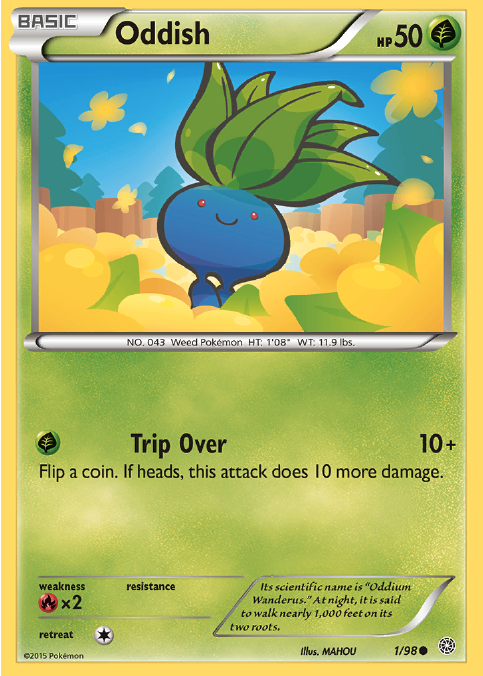 BASIC
Oddish
HP50
NO. 043 Weed Pokémon HT: 1'08" WT: 11.9 lbs.
Trip Over 10+
Flip a coin. If heads, this attack does 10 more damage.
weakness resistance
×2
retreat
Its scientific name is "Oddium
Wanderus." At night, it is said
to walk nearly 1,000 feet on its
two roots.
©2015 Pokémon
Illus. MAHOU
1/98